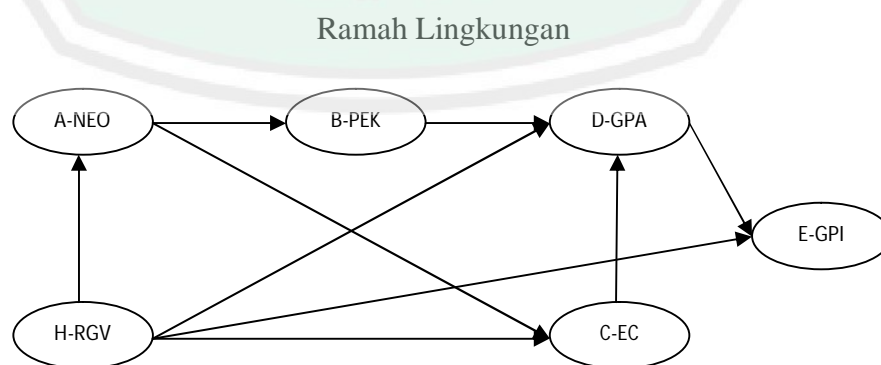 Ramah Lingkungan
A-NEO
B-PEK
D-GPA
E-GPI
H-RGV
C-EC